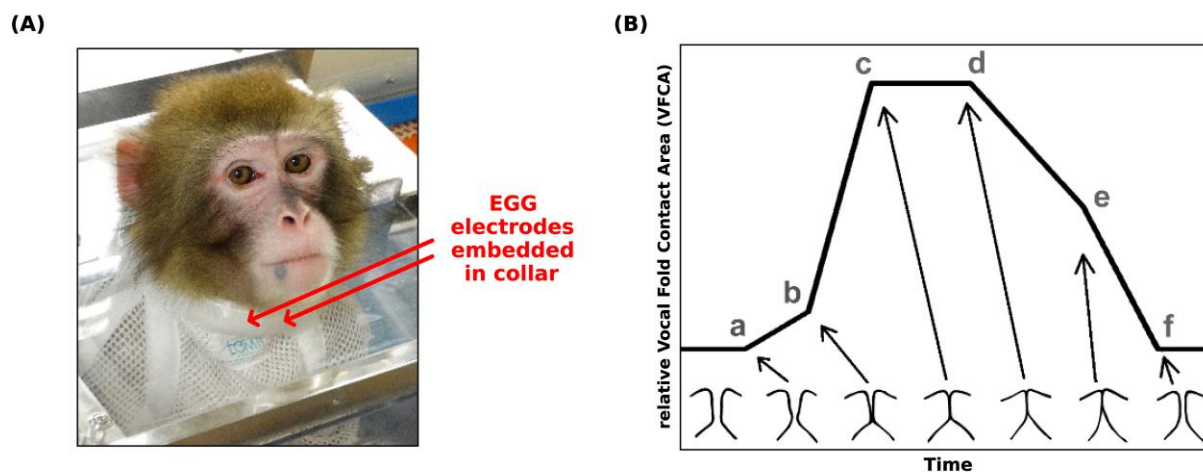 (A)
(B)
EGG
electrodes
embedded
in collar
relative Vocal Fold Contact Area (VFCA)
a
b
c
d
e
f
Time